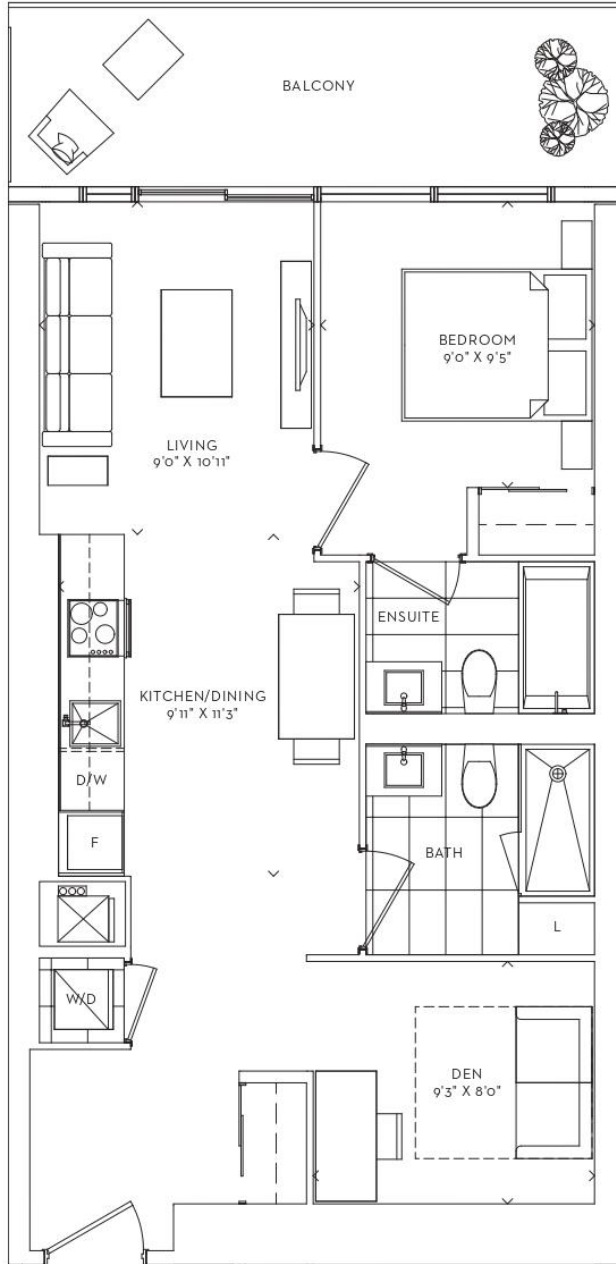 BALCONY
BEDROOM
9'0" X 9'5"
LIVING
9'0" X 10'11"
ENSUITE
KITCHEN/DINING
9'11" X 11'3"
D/W
F
BATH
L
W/D
DEN
9'3" X 8'0"